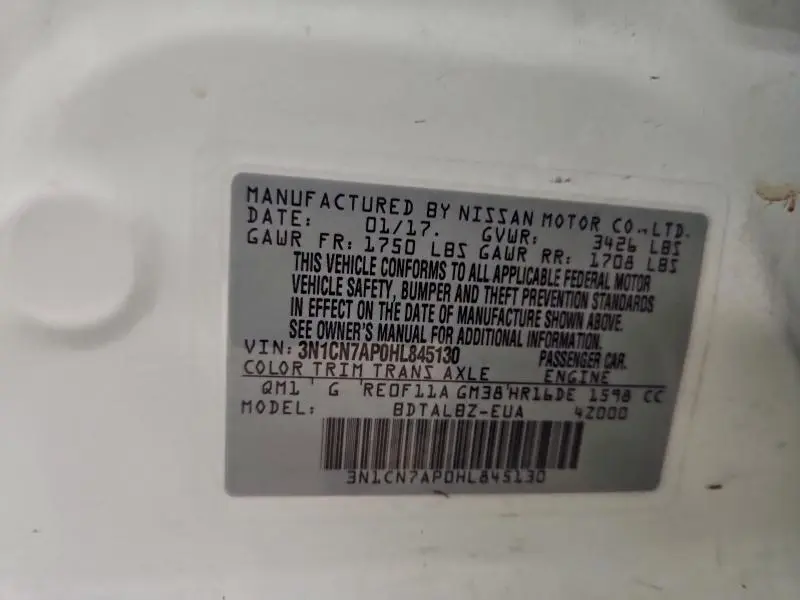 MANUFACTURED BY NISSAN MOTOR CO.,LTD.
DATE: 01/17. GVWR: 3426 LBS
GAWR FR: 1750 LBS GAWR RR: 1708 LBS
THIS VEHICLE CONFORMS TO ALL APPLICABLE FEDERAL MOTOR
VEHICLE SAFETY, BUMPER AND THEFT PREVENTION STANDARDS
IN EFFECT ON THE DATE OF MANUFACTURE SHOWN ABOVE.
SEE OWNER'S MANUAL FOR ADDITIONAL INFORMATION.
VIN: 3N1CN7AP0HL845130 PASSENGER CAR.
COLOR TRIM TRANS AXLE ENGINE
QM1 G RE0F11A GM38 HR16DE 1598 CC
MODEL: BDTALBZ-EUA 4Z000
3N1CN7AP0HL845130